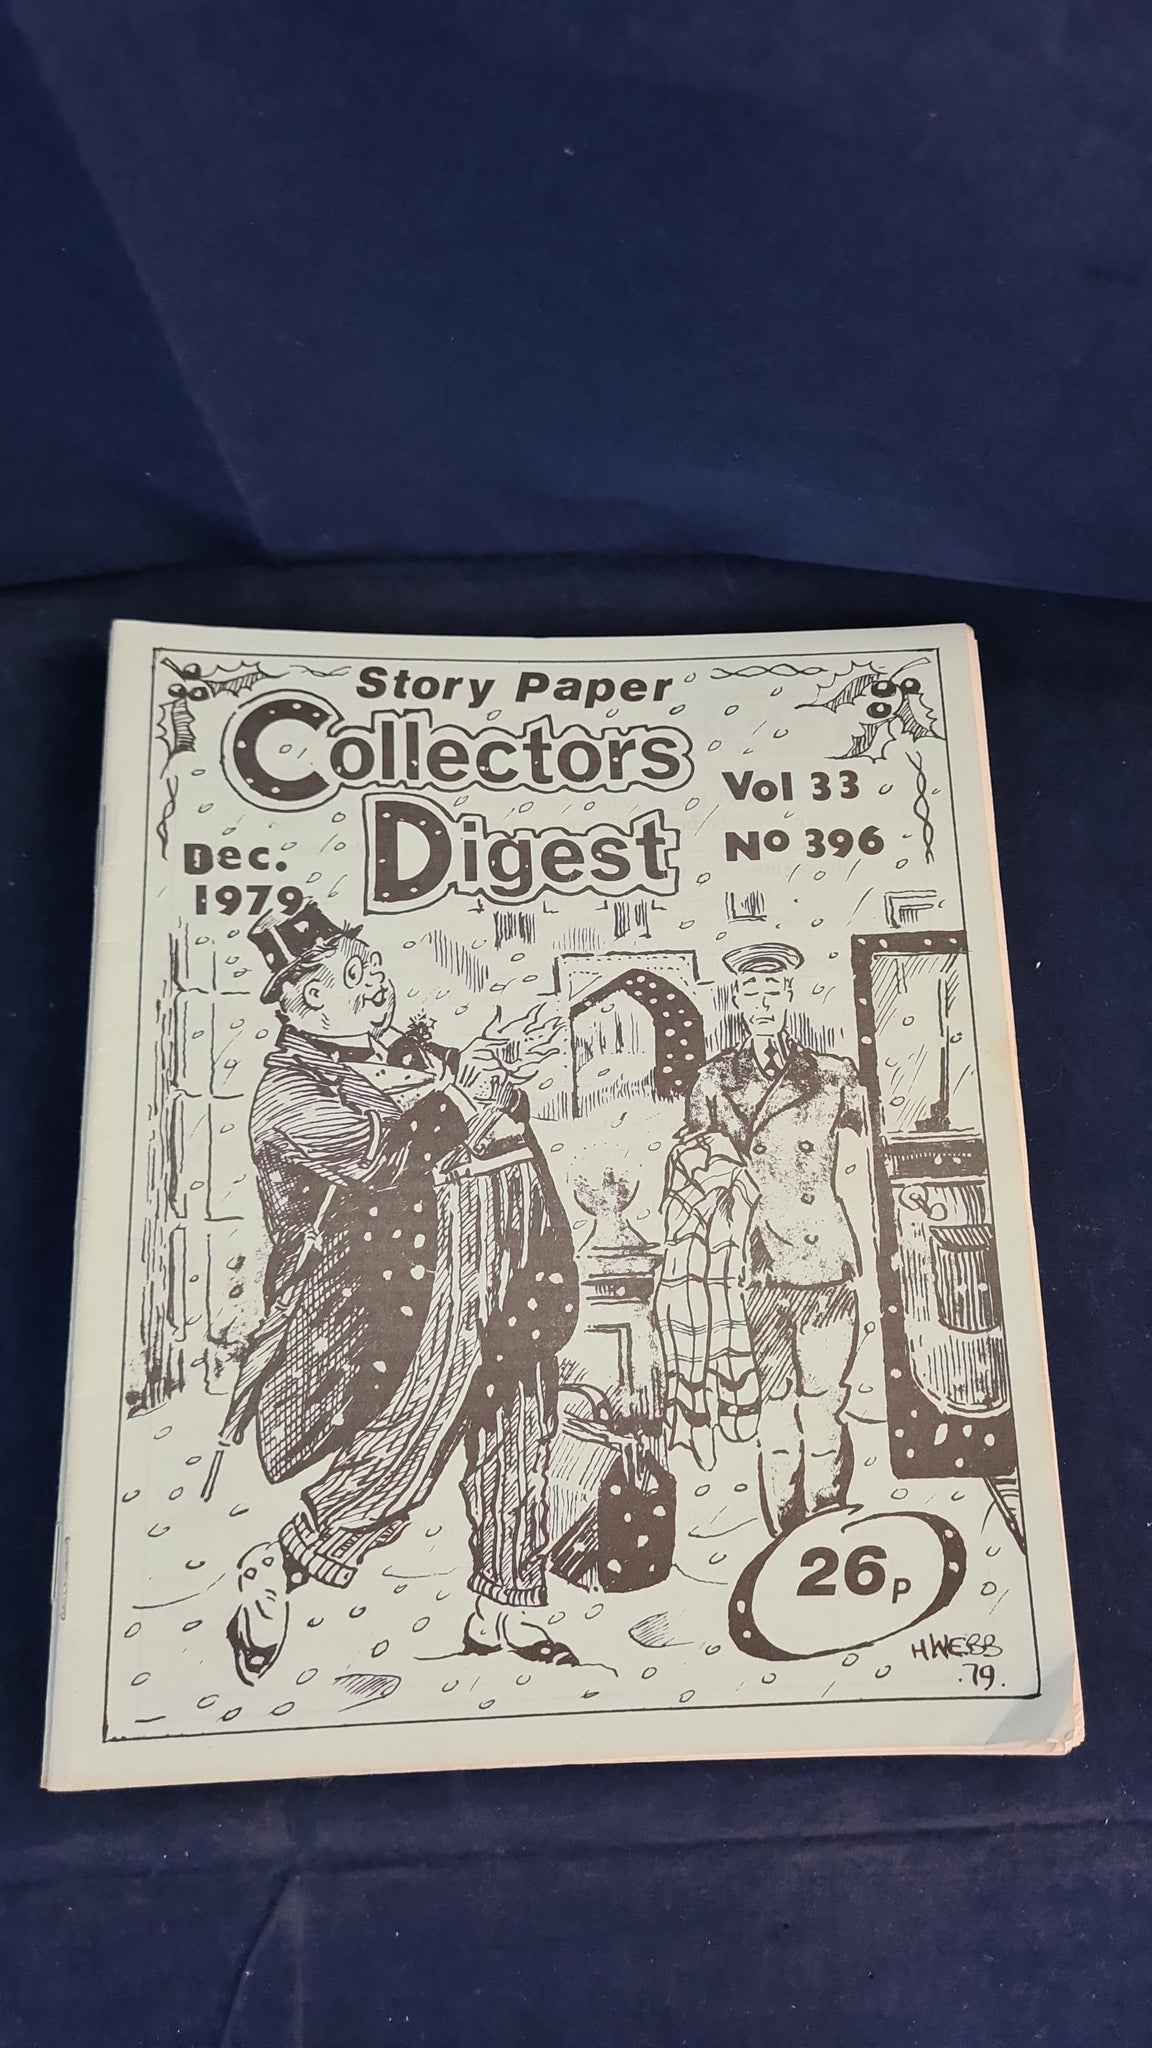 Story Paper
Collectors
Digest
Vol 33
No 396
Dec.
1979
26p
H.WEBB
.79.